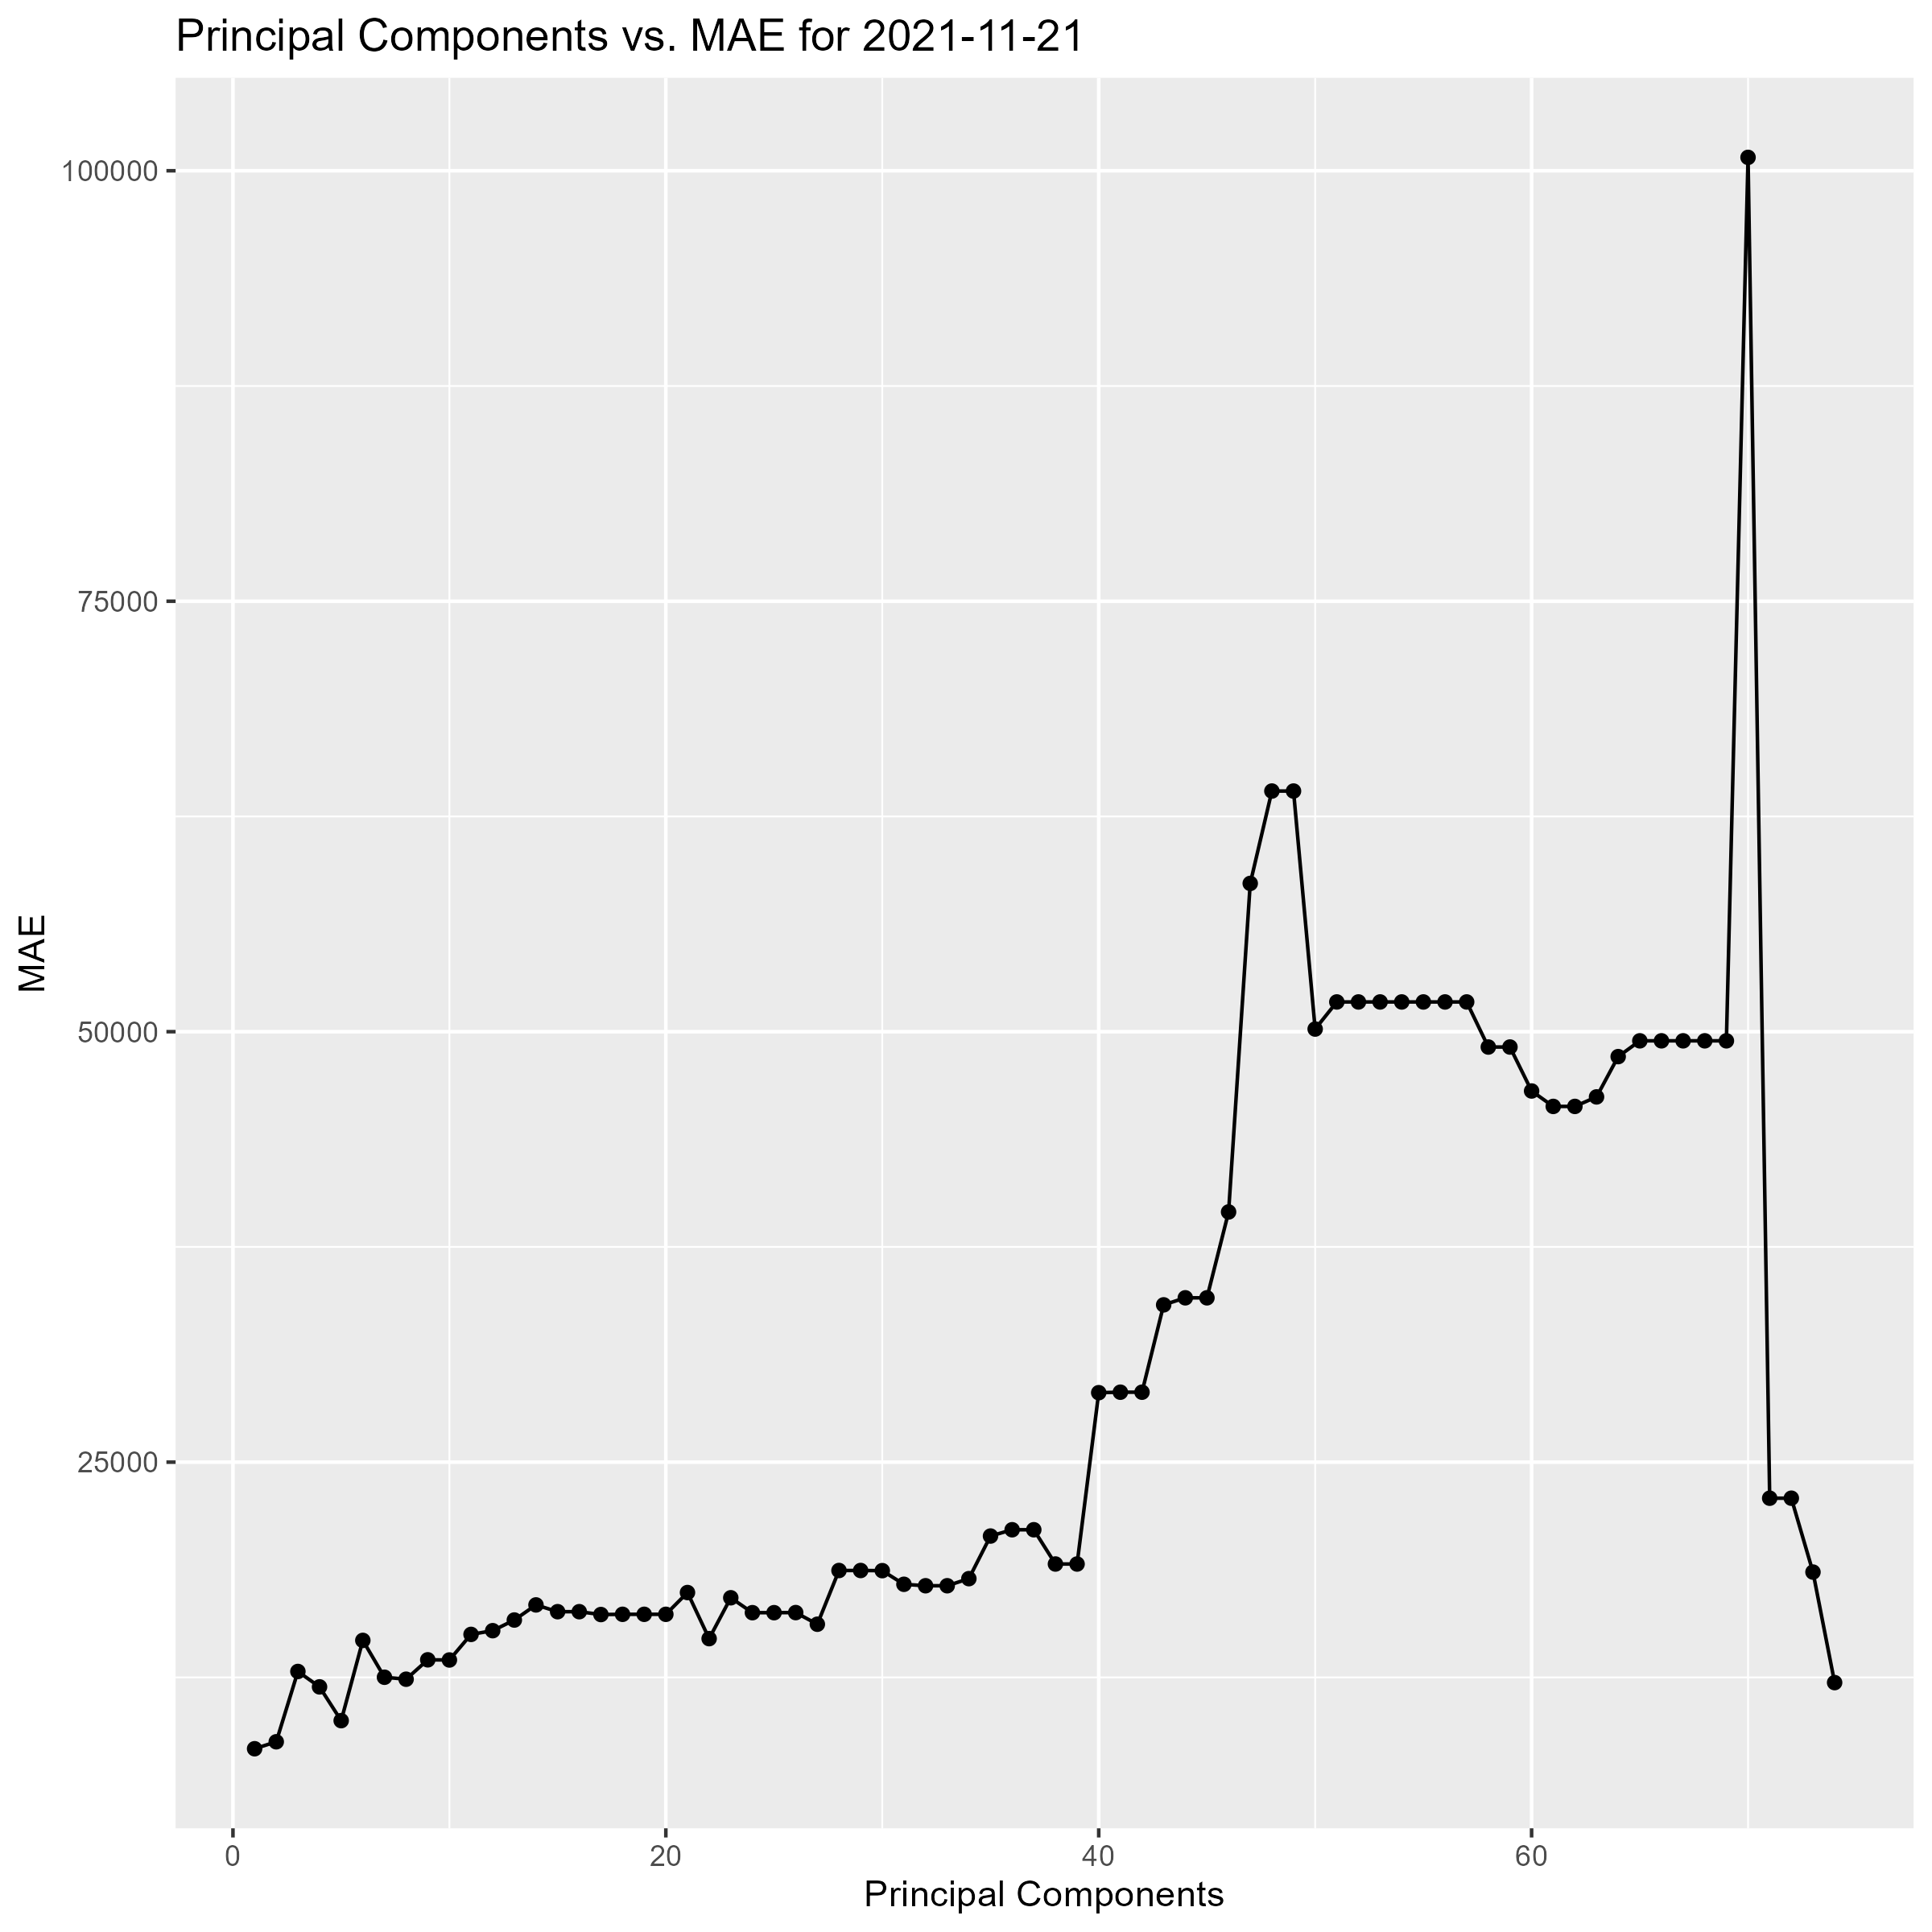 Principal Components vs. MAE for 2021-11-21
100000
75000
50000
25000
MAE
0 20 40 60
Principal Components